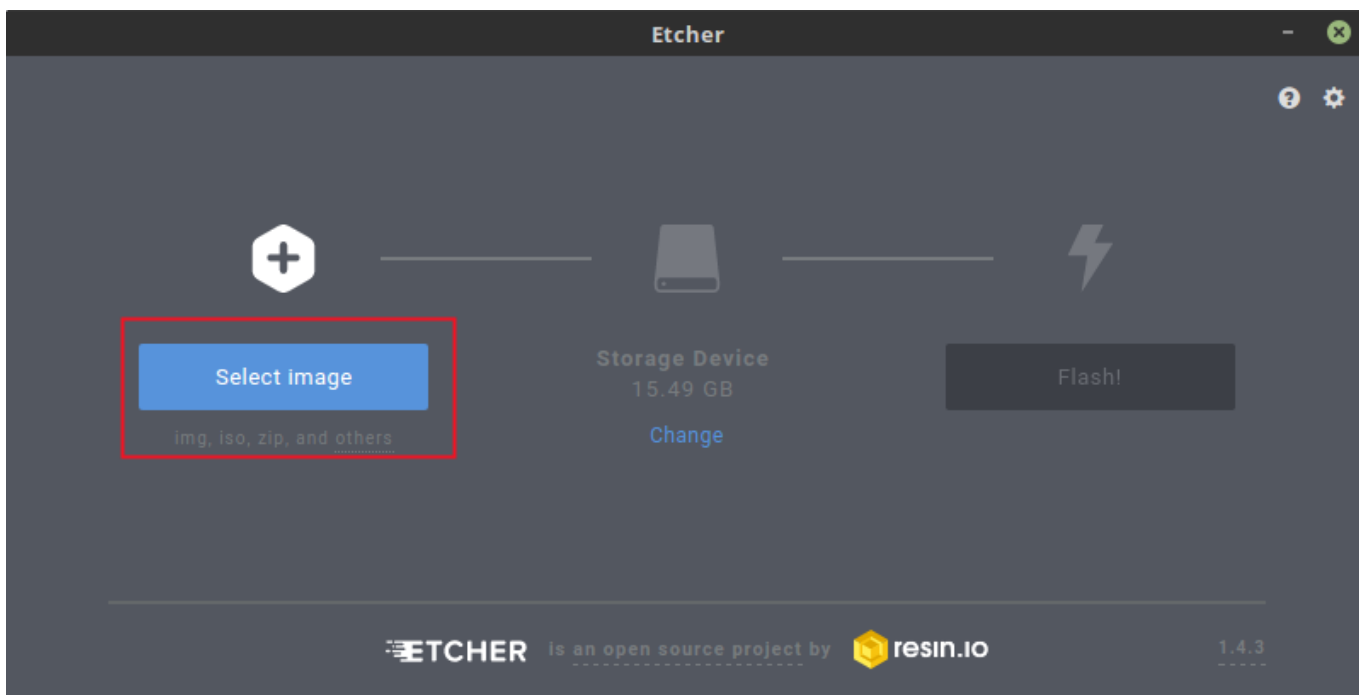 Etcher
Select image
img, iso, zip, and others
Storage Device
15.49 GB
Change
Flash!
ETCHER is an open source project by resin.io
1.4.3